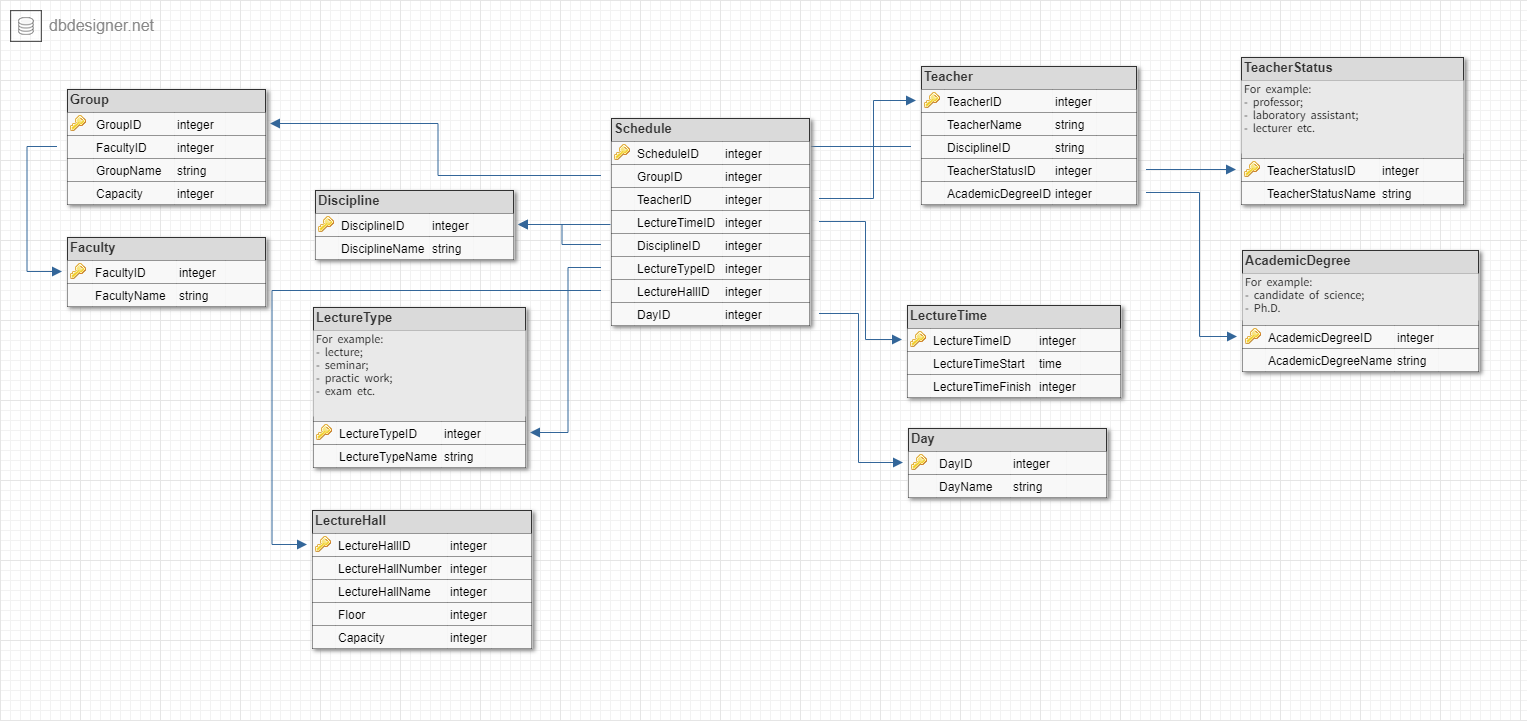 dbdesigner.net
Group
GroupID integer
FacultyID integer
GroupName string
Capacity integer
Faculty
FacultyID integer
FacultyName string
Discipline
DisciplineID integer
DisciplineName string
LectureType
For example:
- lecture;
- seminar;
- practic work;
- exam etc.
LectureTypeID integer
LectureTypeName string
LectureHall
LectureHallID integer
LectureHallNumber integer
LectureHallName integer
Floor integer
Capacity integer
Schedule
ScheduleID integer
GroupID integer
TeacherID integer
LectureTimeID integer
DisciplineID integer
LectureTypeID integer
LectureHallID integer
DayID integer
Teacher
TeacherID integer
TeacherName string
DisciplineID string
TeacherStatusID integer
AcademicDegreeID integer
LectureTime
LectureTimeID integer
LectureTimeStart time
LectureTimeFinish integer
Day
DayID integer
DayName string
TeacherStatus
For example:
- professor;
- laboratory assistant;
- lecturer etc.
TeacherStatusID integer
TeacherStatusName string
AcademicDegree
For example:
- candidate of science;
- Ph.D.
AcademicDegreeID integer
AcademicDegreeName string